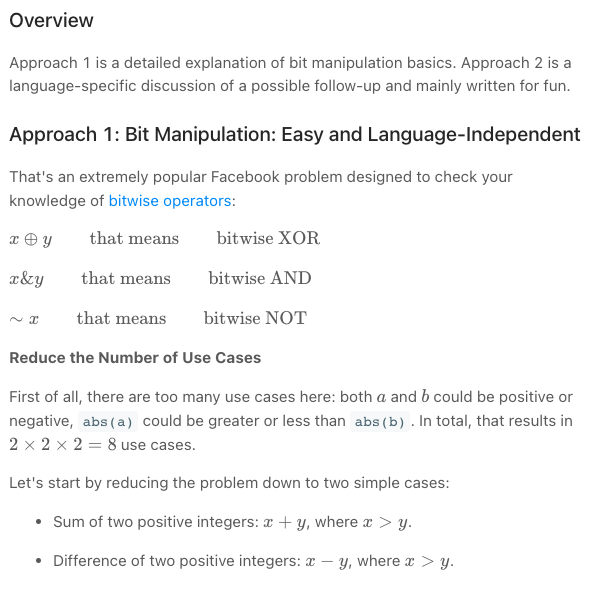 Overview
Approach 1 is a detailed explanation of bit manipulation basics. Approach 2 is a
language-specific discussion of a possible follow-up and mainly written for fun.
Approach 1: Bit Manipulation: Easy and Language-Independent
That's an extremely popular Facebook problem designed to check your
knowledge of bitwise operators:
x ⊕ y that means bitwise XOR
x&y that means bitwise AND
∼ x that means bitwise NOT
Reduce the Number of Use Cases
First of all, there are too many use cases here: both a and b could be positive or
negative, abs(a) could be greater or less than abs(b) . In total, that results in
2 × 2 × 2 = 8 use cases.
Let's start by reducing the problem down to two simple cases:
• Sum of two positive integers: x + y, where x > y.
• Difference of two positive integers: x − y, where x > y.